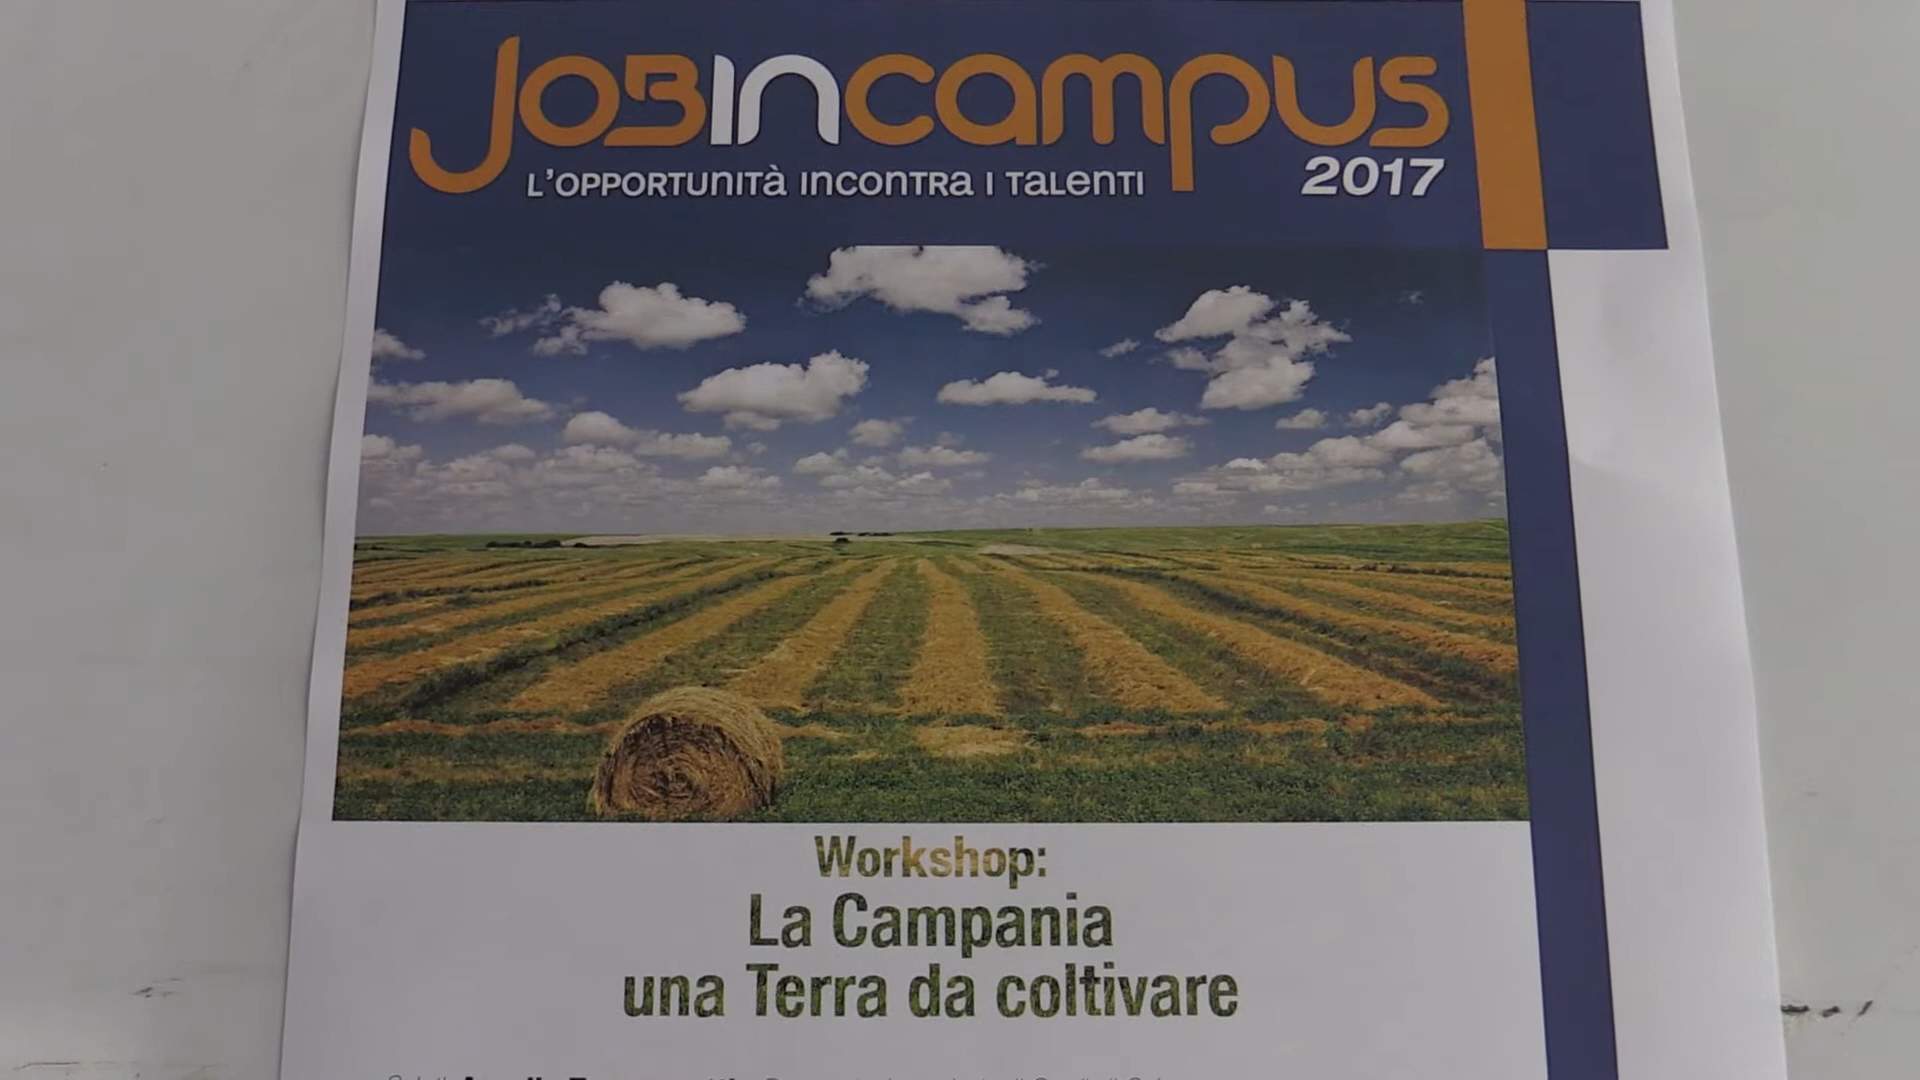 JOBINCAMPUS
L'OPPORTUNITÀ INCONTRA I TALENTI
2017
Workshop:
La Campania
una Terra da coltivare